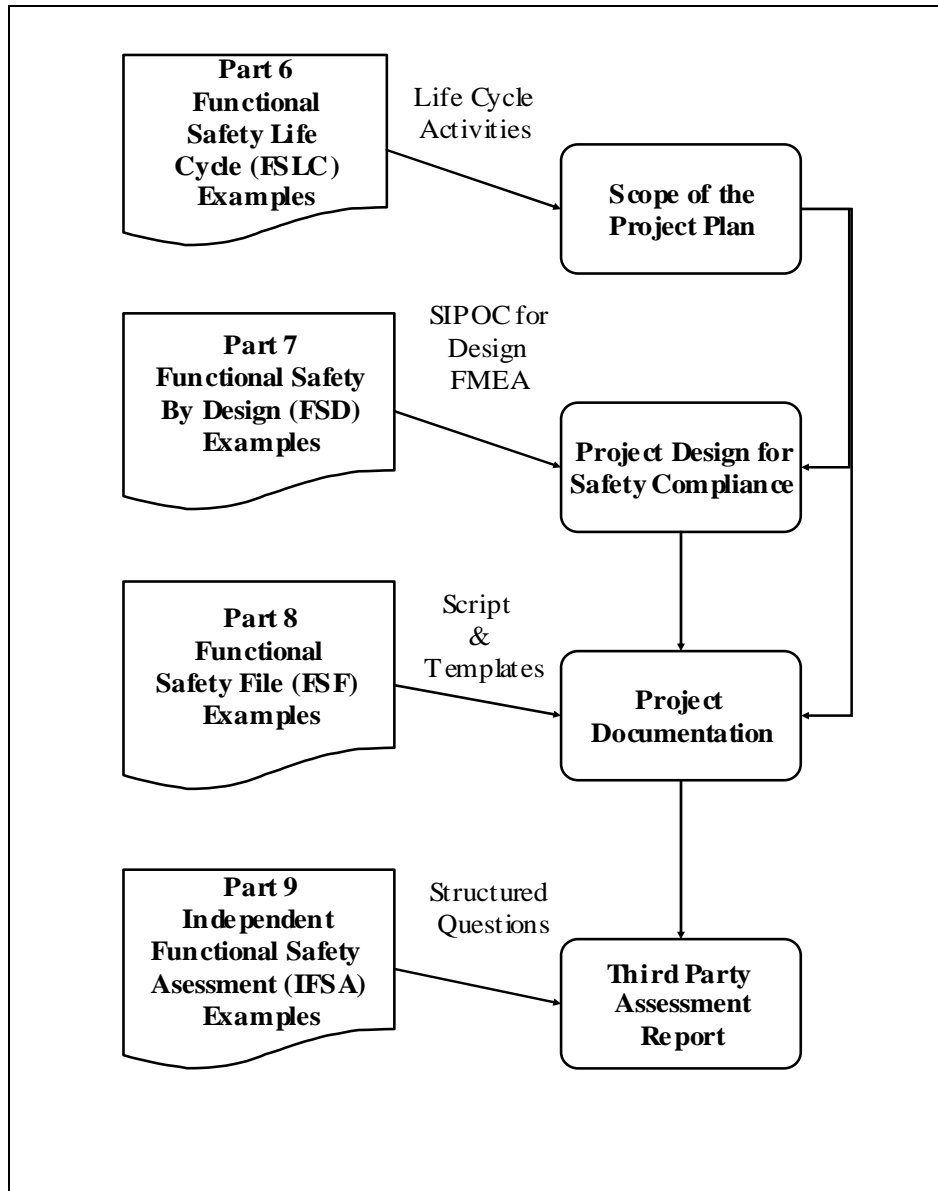 Part 6
Functional
Safety Life
Cycle (FSLC)
Examples
Life Cycle
Activities
Scope of the
Project Plan
Part 7
Functional Safety
By Design (FSD)
Examples
SIPOC for
Design
FMEA
Project Design for
Safety Compliance
Part 8
Functional
Safety File (FSF)
Examples
Script
&
Templates
Project
Documentation
Part 9
Independent
Functional Safety
Asessment (IFSA)
Examples
Structured
Questions
Third Party
Assessment
Report